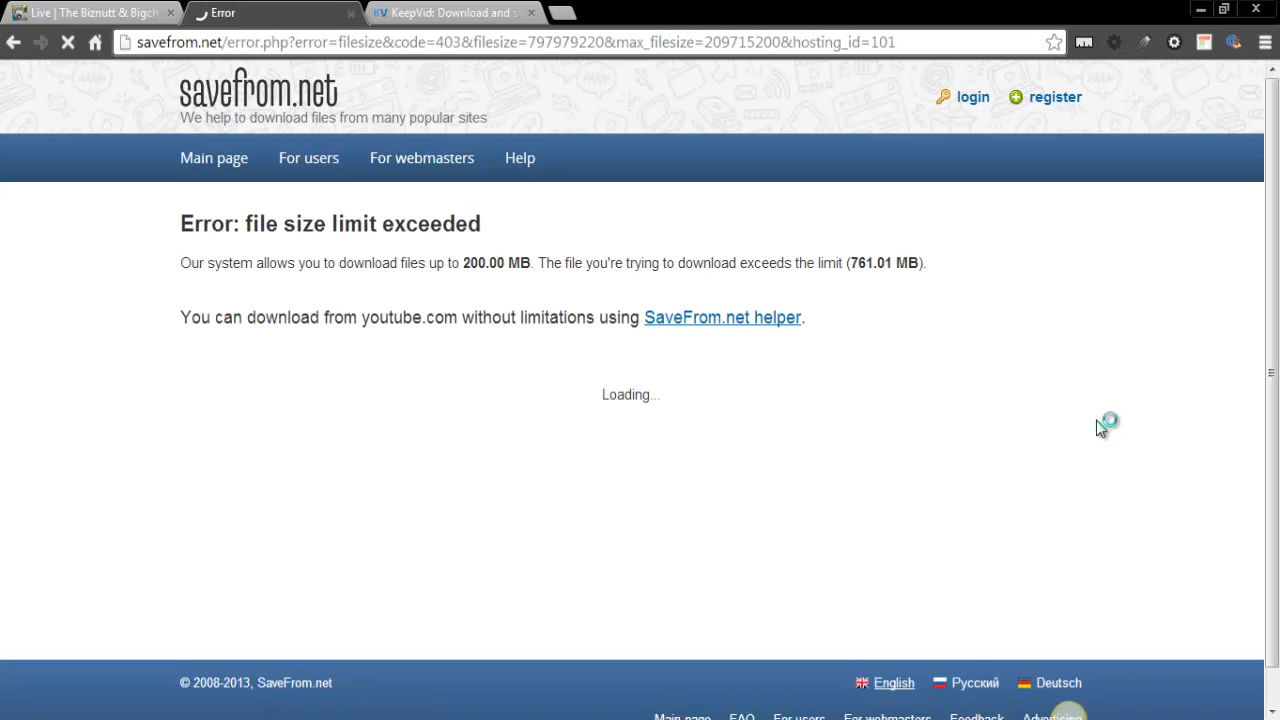 Live | The Biznutt & Bigch
Error
KV KeepVid: Download and
savefrom.net/error.php?error=filesize&code=403&filesize=797979220&max_filesize=209715200&hosting_id=101
savefrom.net
We help to download files from many popular sites
login register
Main page For users For webmasters Help
Error: file size limit exceeded
Our system allows you to download files up to 200.00 MB. The file you're trying to download exceeds the limit (761.01 MB).
You can download from youtube.com without limitations using SaveFrom.net helper.
Loading...
© 2008-2013, SaveFrom.net
English Русский Deutsch
Main page FAQ For users For webmasters Feedback Advertising